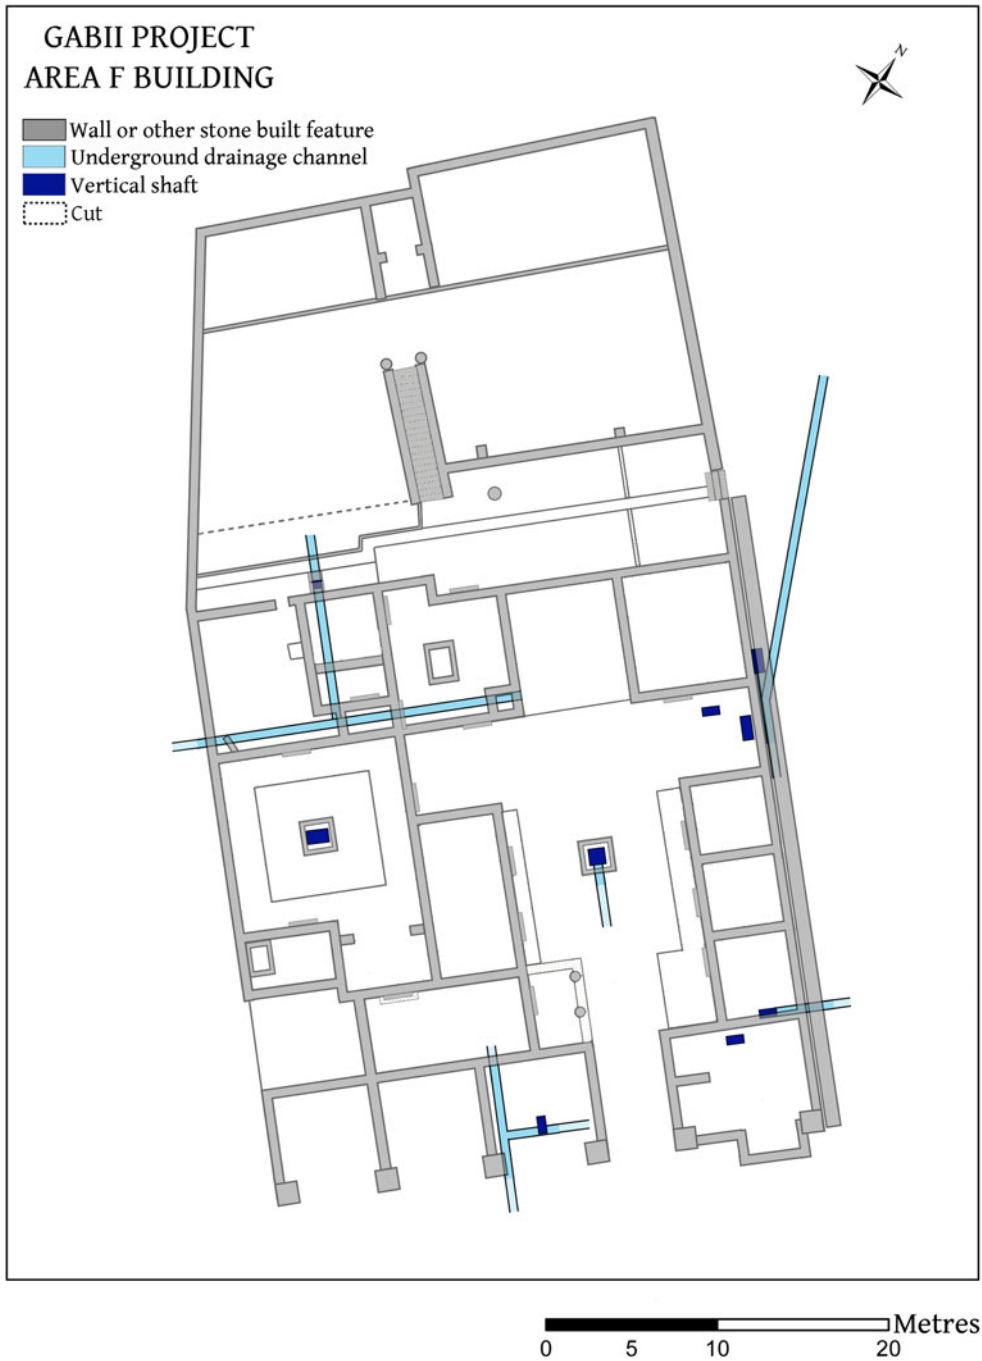 GABII PROJECT
AREA F BUILDING
N
Wall or other stone built feature
Underground drainage channel
Vertical shaft
Cut
Metres
0 5 10 20